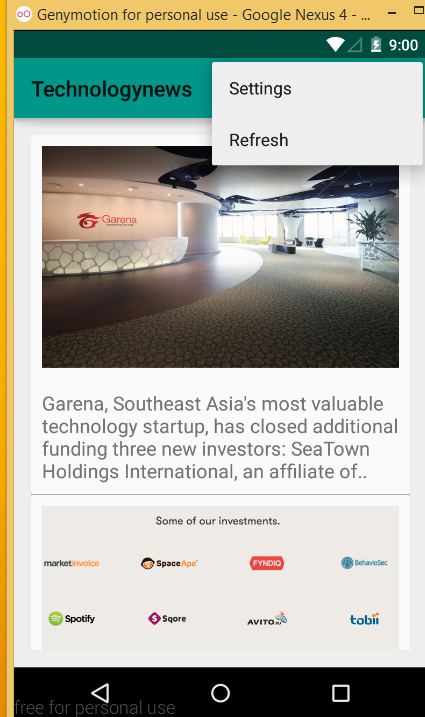 Genymotion for personal use - Google Nexus 4 - ...
9:00
Technologynews
Settings
Refresh
Garena
Garena, Southeast Asia's most valuable
technology startup, has closed additional
funding three new investors: SeaTown
Holdings International, an affiliate of..
Some of our investments.
marketinvoice SpaceApe FYNDIQ BehavioSec
Spotify Sqore AVITO.ru tobii
free for personal use